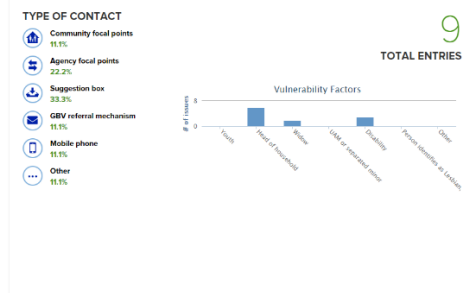 TYPE OF CONTACT
Community focal points
11.1%
Agency focal points
22.2%
Suggestion box
33.3%
GBV referral mechanism
11.1%
Mobile phone
11.1%
Other
11.1%
9
TOTAL ENTRIES
Vulnerability Factors
# of issues
8
0
Youth
Head of household
Widow
UAM or separated minor
Disability
Person identifies as Lesbian,
Other